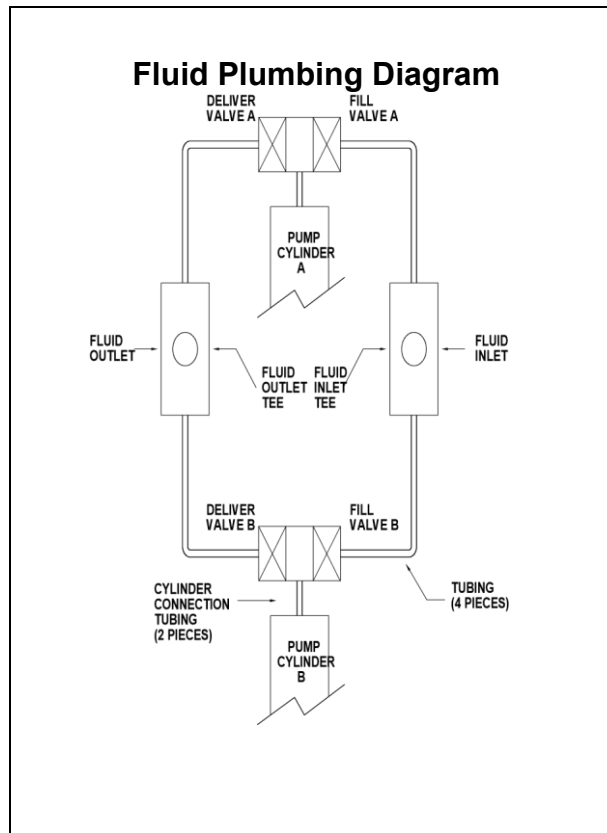 Fluid Plumbing Diagram
DELIVER
VALVE A
FILL
VALVE A
PUMP
CYLINDER
A
FLUID
OUTLET
FLUID
OUTLET
TEE
FLUID
INLET
TEE
FLUID
INLET
DELIVER
VALVE B
FILL
VALVE B
CYLINDER
CONNECTION
TUBING
(2 PIECES)
TUBING
(4 PIECES)
PUMP
CYLINDER
B